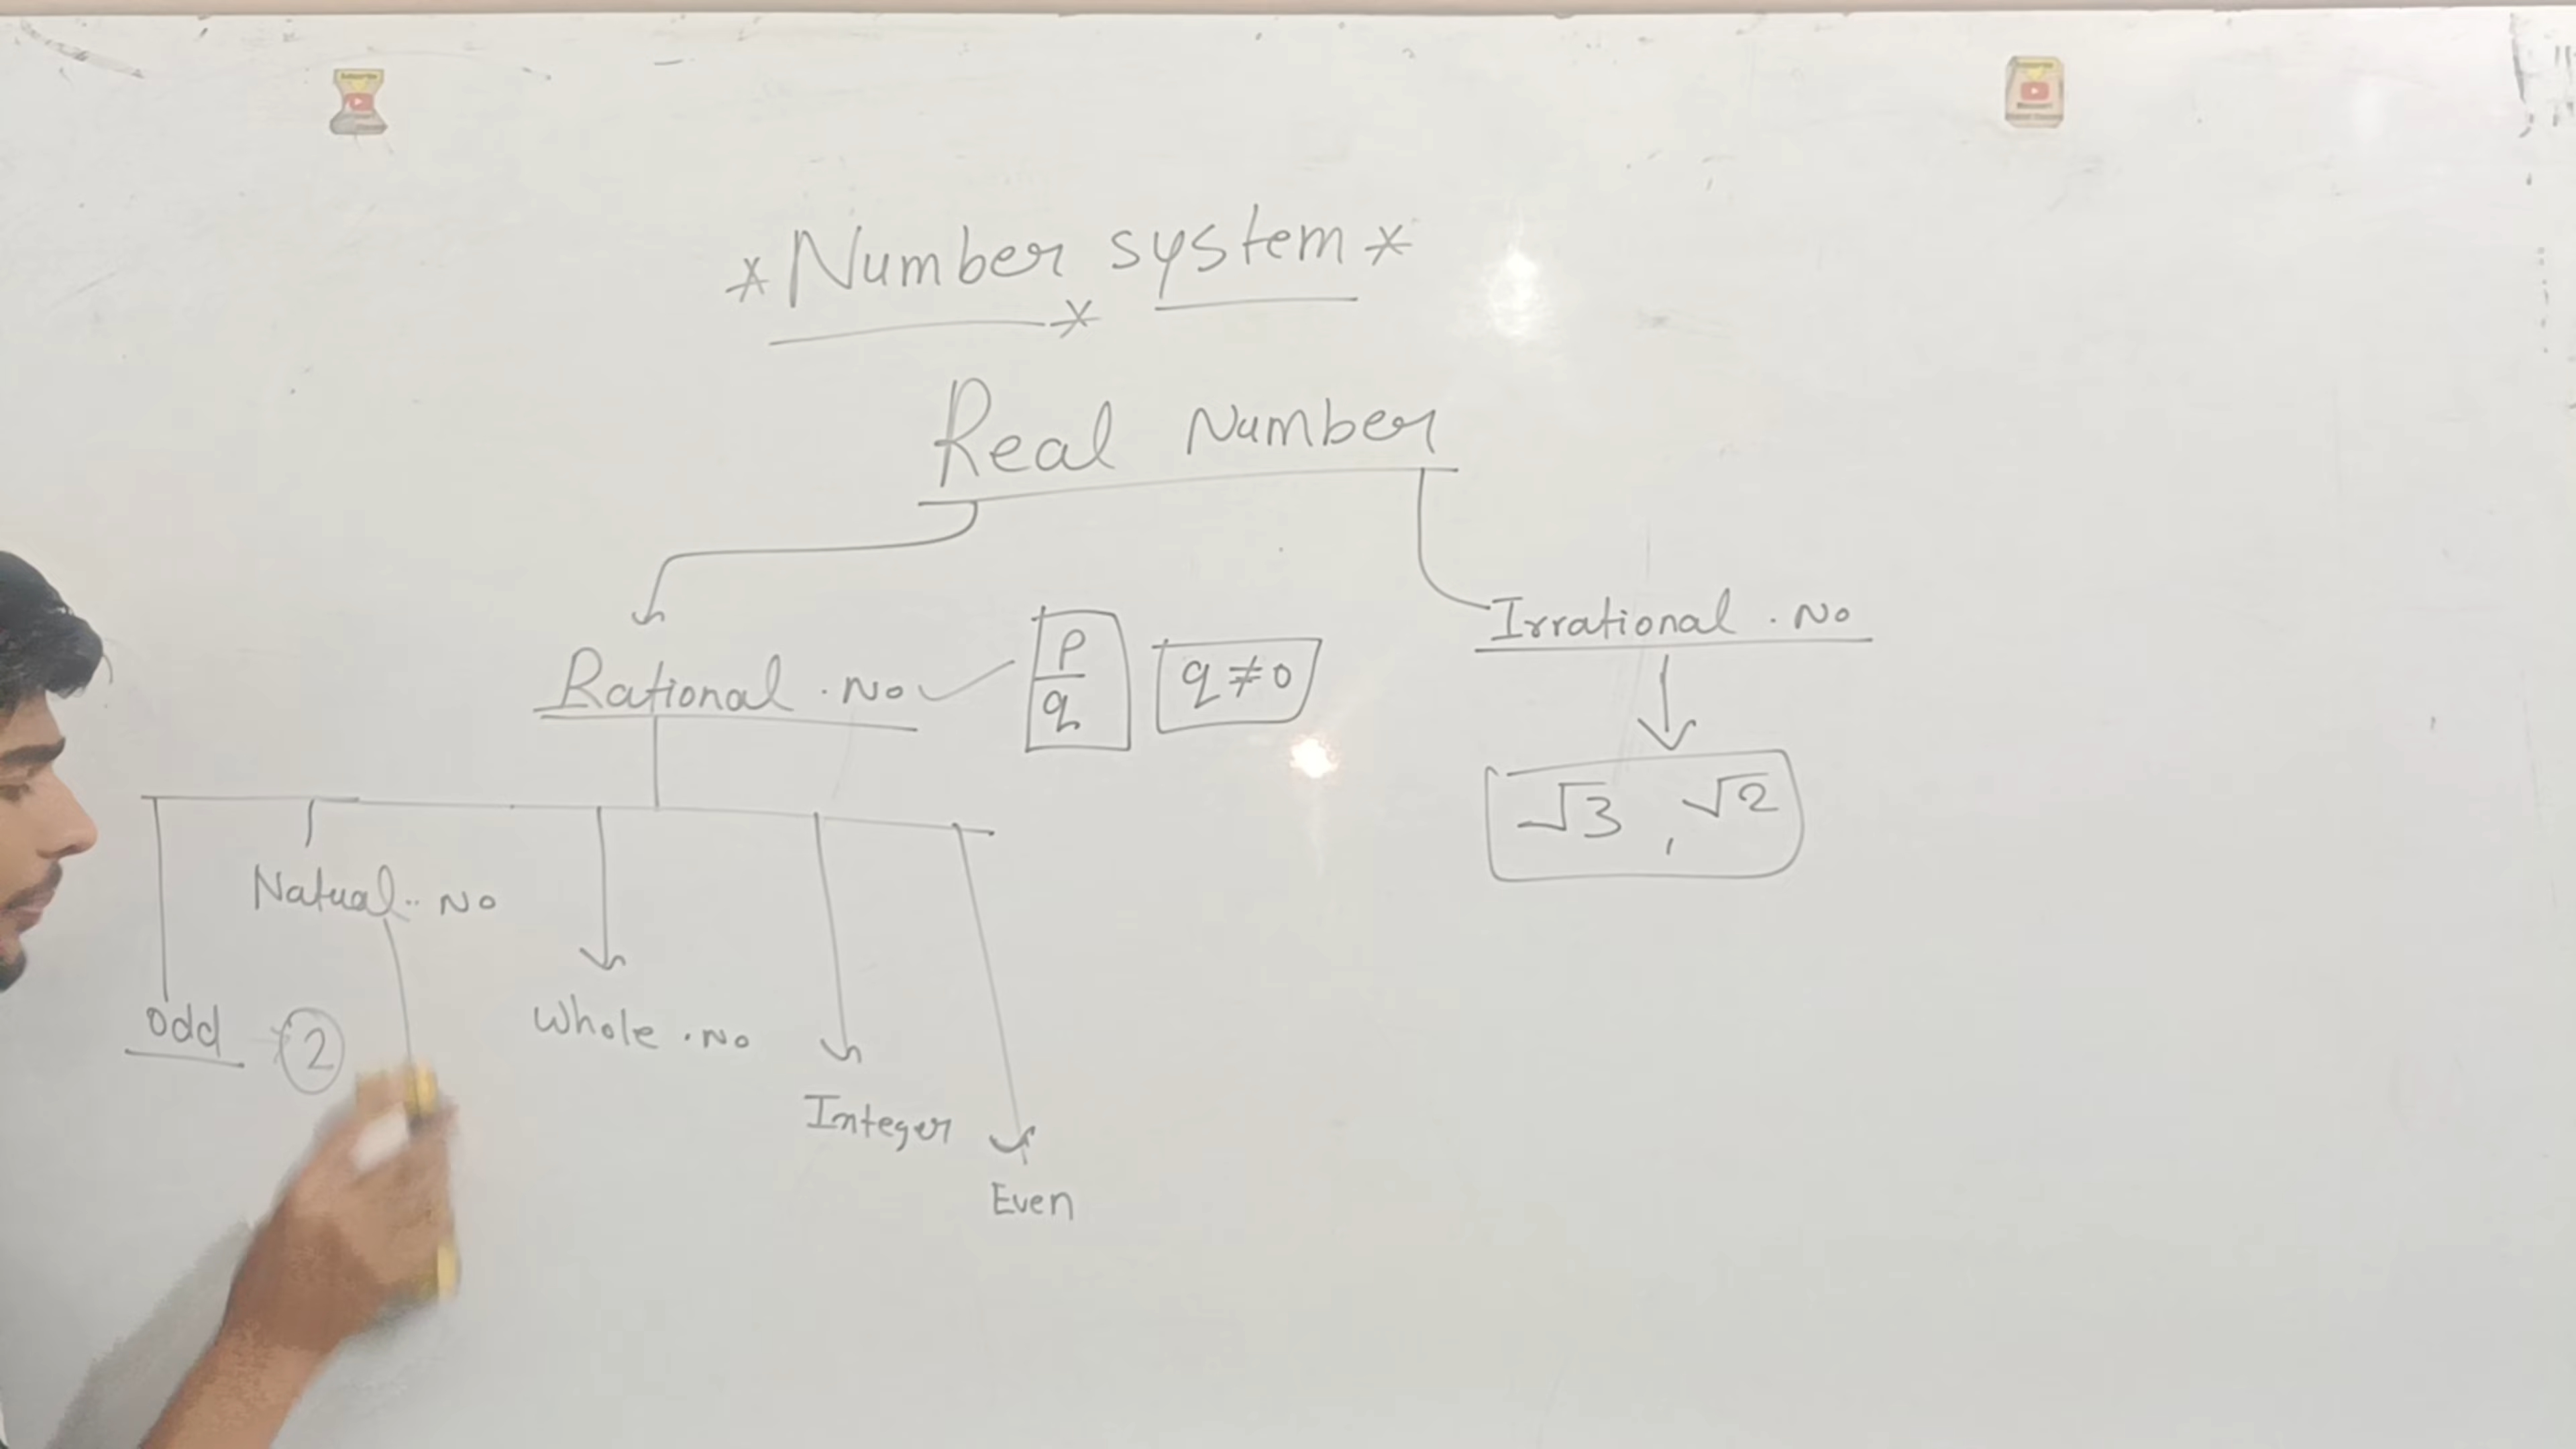 * Number system *
Real Number
Rational . No
p/q
q ≠ 0
Irrational . No
√3 , √2
Natual.. No
odd
2
Whole . No
Integer
Even